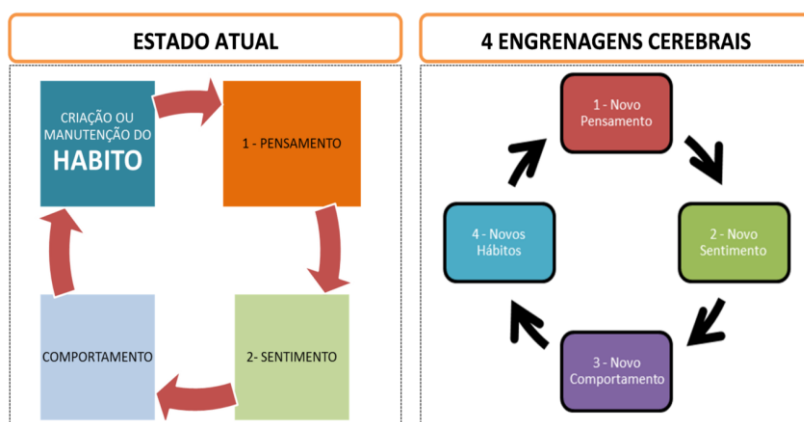 ESTADO ATUAL
CRIAÇÃO OU
MANUTENÇÃO DO
HABITO
1 - PENSAMENTO
COMPORTAMENTO
2- SENTIMENTO
4 ENGRENAGENS CEREBRAIS
1 - Novo
Pensamento
2 - Novo
Sentimento
3 - Novo
Comportamento
4 - Novos
Hábitos